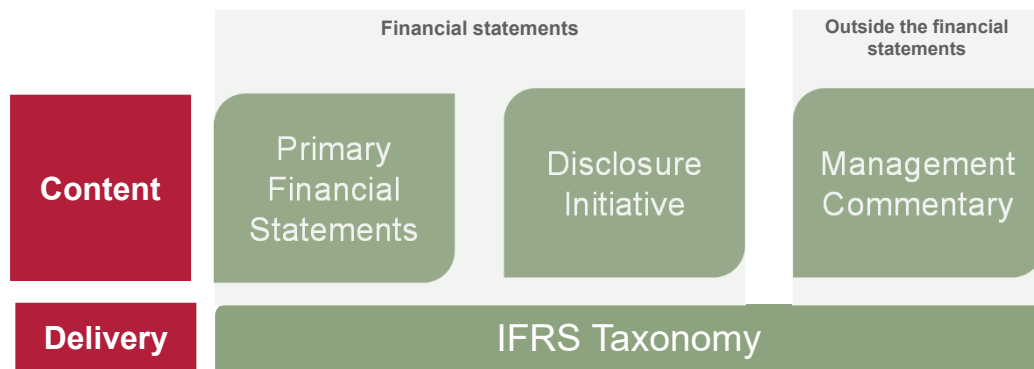 Financial statements
Outside the financial
statements
Content
Primary
Financial
Statements
Disclosure
Initiative
Management
Commentary
Delivery
IFRS Taxonomy